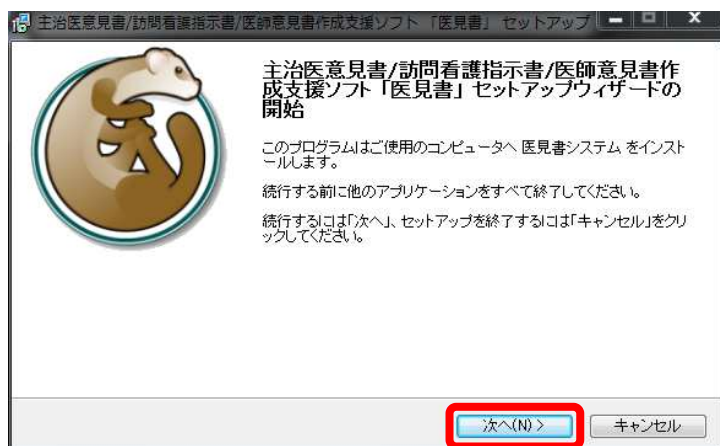 主治医意見書/訪問看護指示書/医師意見書作成支援ソフト 「医見書」 セットアップ
主治医意見書/訪問看護指示書/医師意見書作
成支援ソフト「医見書」セットアップウィザードの
開始
このプログラムはご使用のコンピュータへ 医見書システム をインスト
ールします。
続行する前に他のアプリケーションをすべて終了してください。
続行するには「次へ」、セットアップを終了するには「キャンセル」をクリ
ックしてください。
次へ(N) >
キャンセル